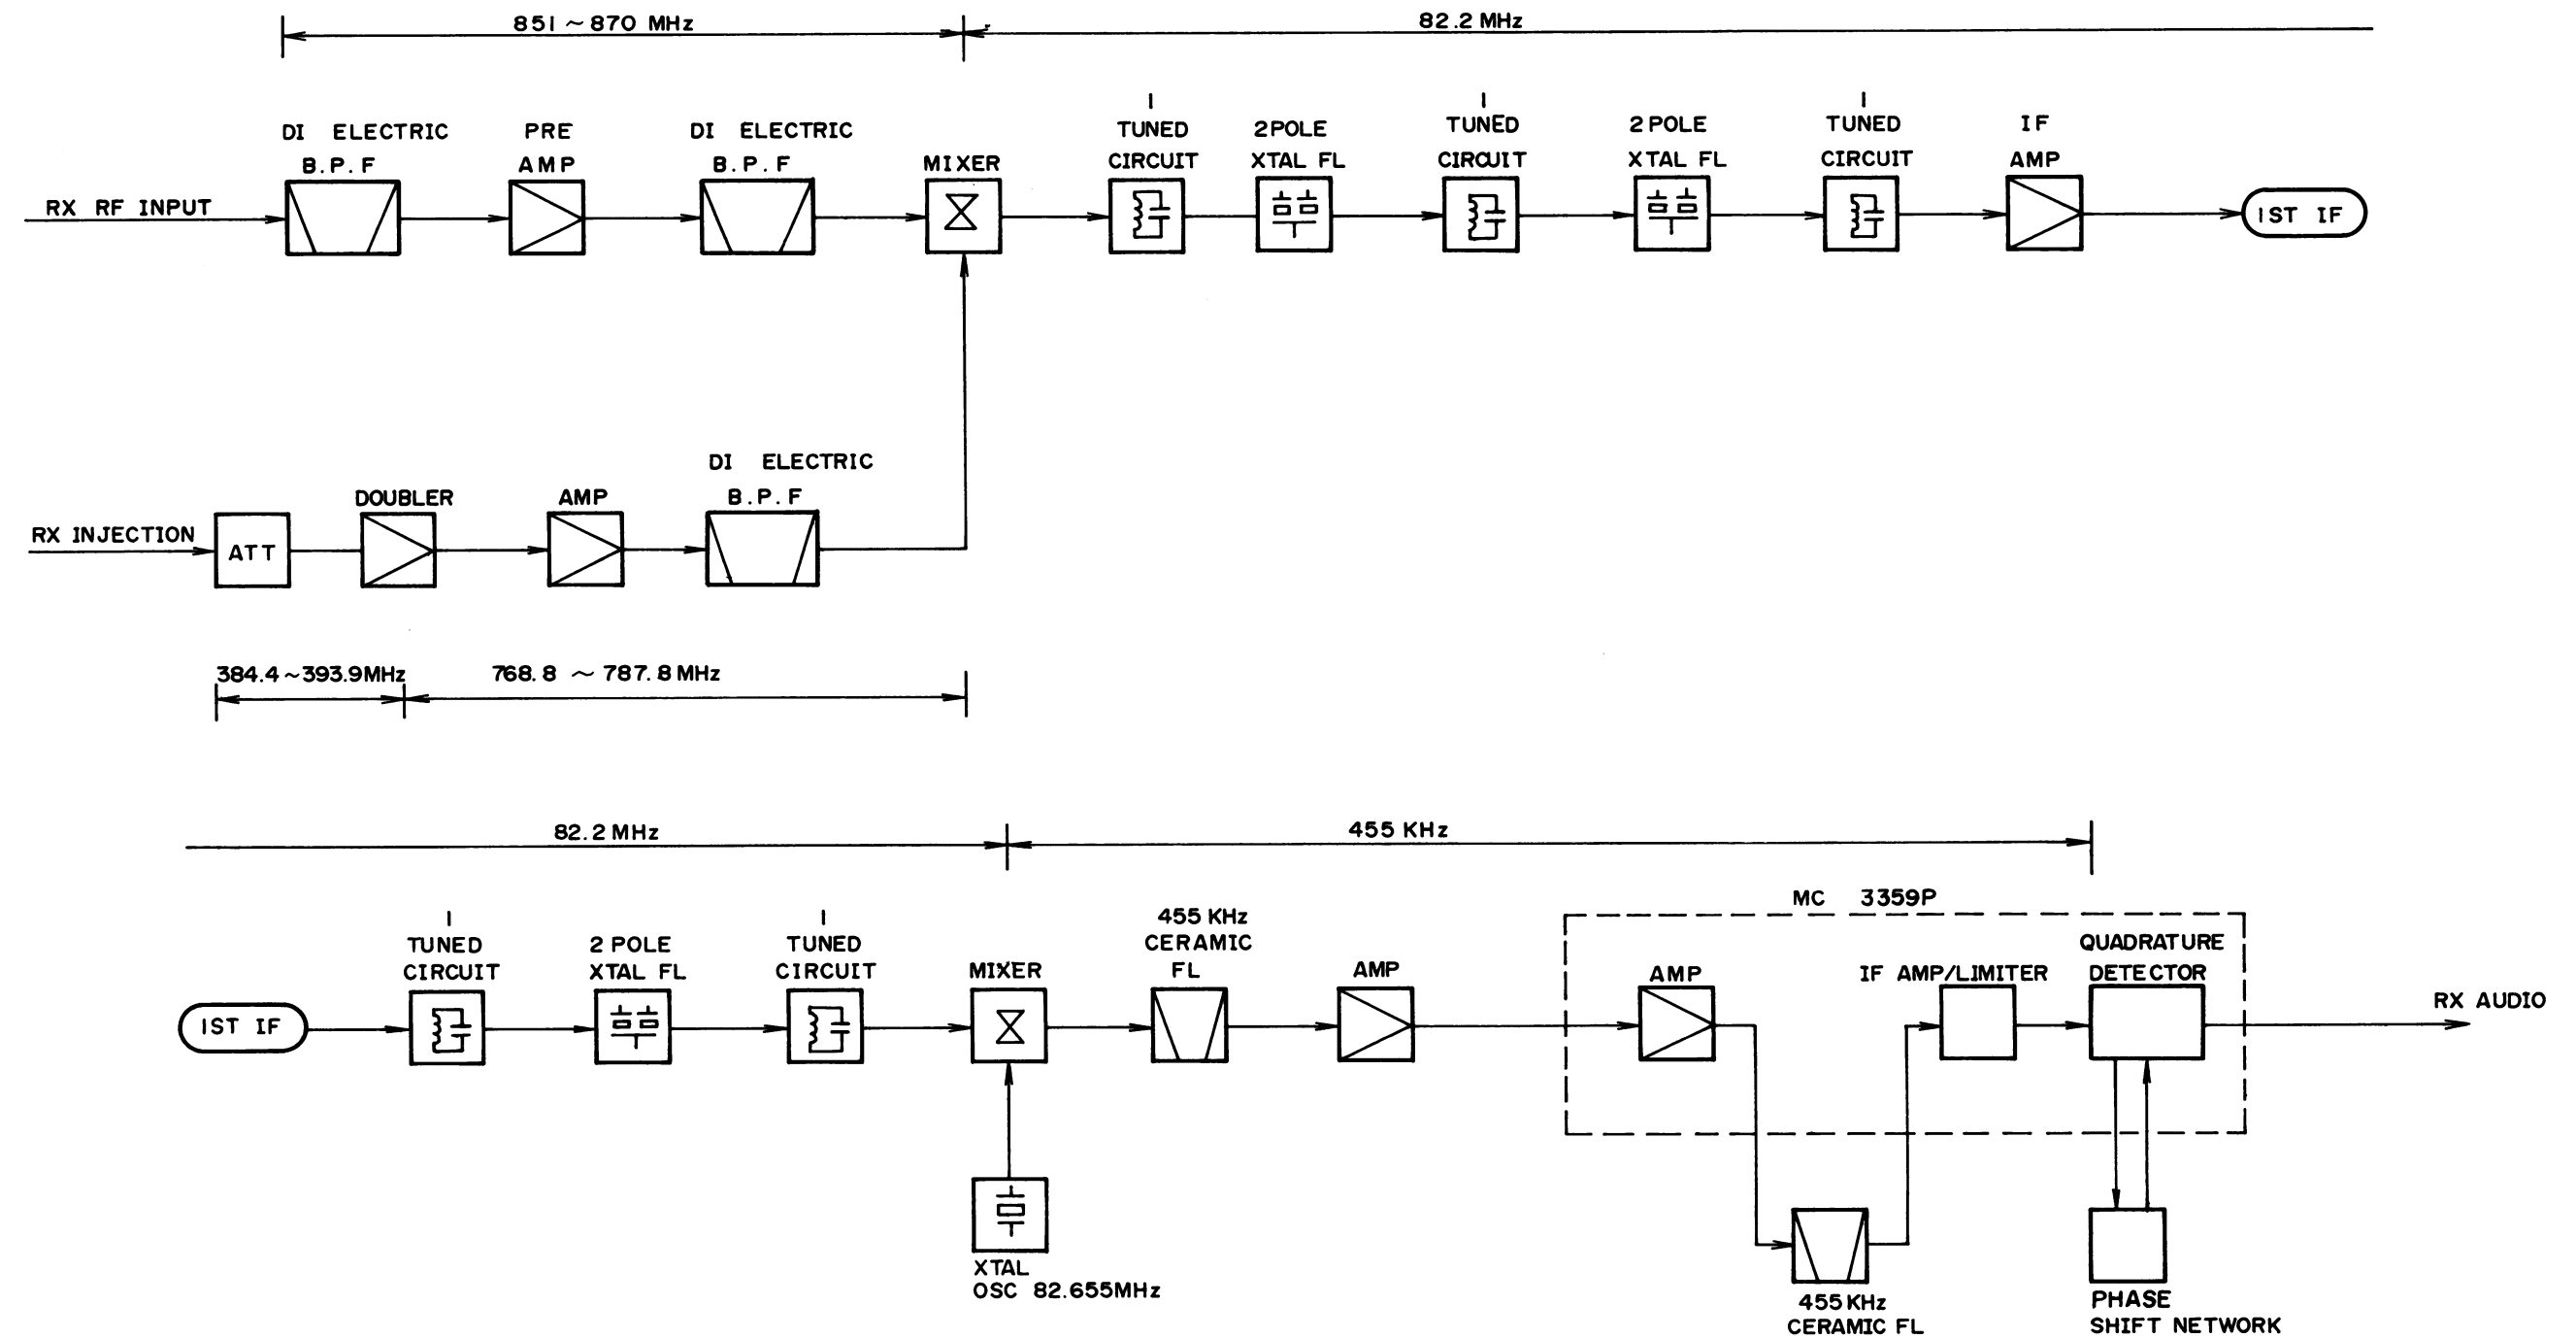 851 ~ 870 MHz
82.2 MHz
DI ELECTRIC
B.P.F
PRE
AMP
DI ELECTRIC
B.P.F
MIXER
1
TUNED
CIRCUIT
2POLE
XTAL FL
1
TUNED
CIRCUIT
2POLE
XTAL FL
1
TUNED
CIRCUIT
IF
AMP
RX RF INPUT
1ST IF
DI ELECTRIC
B.P.F
DOUBLER
AMP
RX INJECTION
ATT
384.4~393.9MHz
768.8 ~ 787.8 MHz
82.2 MHz
455 KHz
MC 3359P
1
TUNED
CIRCUIT
2 POLE
XTAL FL
1
TUNED
CIRCUIT
MIXER
455 KHz
CERAMIC
FL
AMP
AMP
IF AMP/LIMITER
QUADRATURE
DETECTOR
1ST IF
RX AUDIO
XTAL
OSC 82.655MHz
455 KHz
CERAMIC FL
PHASE
SHIFT NETWORK